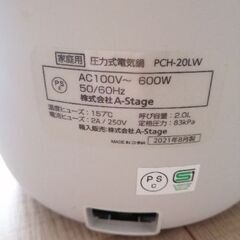 家庭用 圧力式電気鍋 PCH-20LW
AC100V～ 600W
50/60Hz
株式会社 A-Stage
温度ヒューズ：157℃ 呼び容量：2.0L
電流ヒューズ：2A / 250V 定格圧力：83kPa
輸入販売：株式会社 A-Stage
MADE IN CHINA 2021年8月製
PS
C
PS
C
S